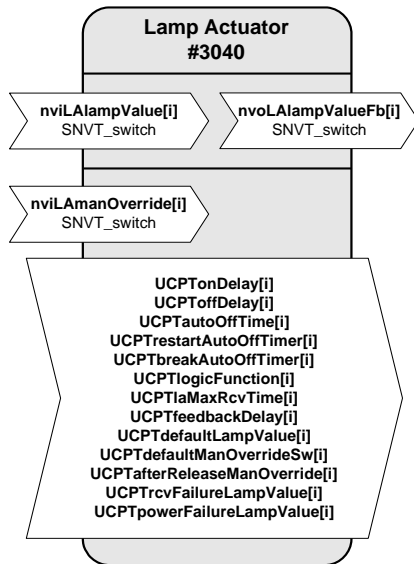 Lamp Actuator
#3040
nviLAlampValue[i]
SNVT_switch
nvoLAlampValueFb[i]
SNVT_switch
nviLAmanOverride[i]
SNVT_switch
UCPTonDelay[i]
UCPToffDelay[i]
UCPTautoOffTime[i]
UCPTrestartAutoOffTimer[i]
UCPTbreakAutoOffTimer[i]
UCPTlogicFunction[i]
UCPTlaMaxRcvTime[i]
UCPTfeedbackDelay[i]
UCPTdefaultLampValue[i]
UCPTdefaultManOverrideSw[i]
UCPTafterReleaseManOverride[i]
UCPTrcvFailureLampValue[i]
UCPTpowerFailureLampValue[i]